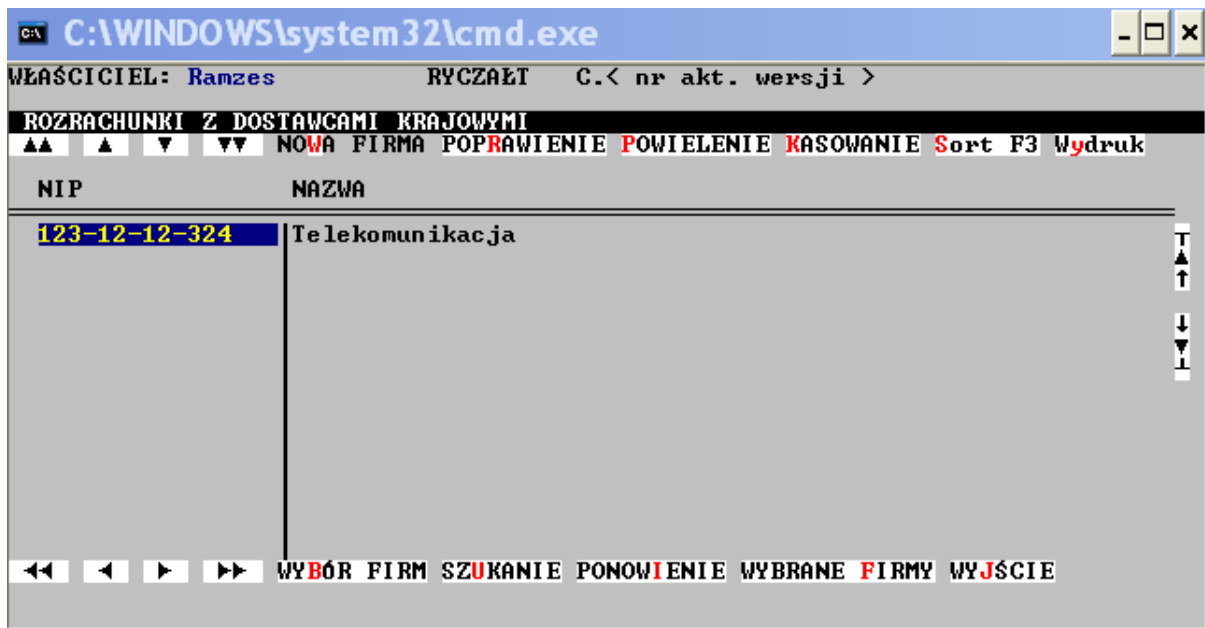 C:\WINDOWS\system32\cmd.exe
WŁAŚCICIEL: Ramzes RYCZAŁT C.< nr akt. wersji >
ROZRACHUNKI Z DOSTAWCAMI KRAJOWYMI
NOWA FIRMA POPRAWIENIE POWIELENIE KASOWANIE Sort F3 Wydruk
NIP NAZWA
123-12-12-324 Telekomunikacja
WYBÓR FIRM SZUKANIE PONOWIENIE WYBRANE FIRMY WYJŚCIE